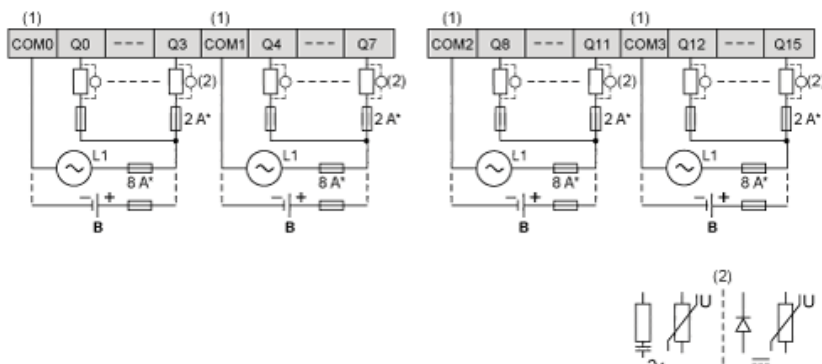 (1) (1) (1) (1)
COM0 Q0 --- Q3 COM1 Q4 --- Q7 COM2 Q8 --- Q11 COM3 Q12 --- Q15
(2) (2) (2) (2
2 A* 2 A* 2 A* 2 A*
L1 L1 L1 L1
8 A* 8 A* 8 A* 8 A*
− + − + − + − +
B B B B
(2)
U U